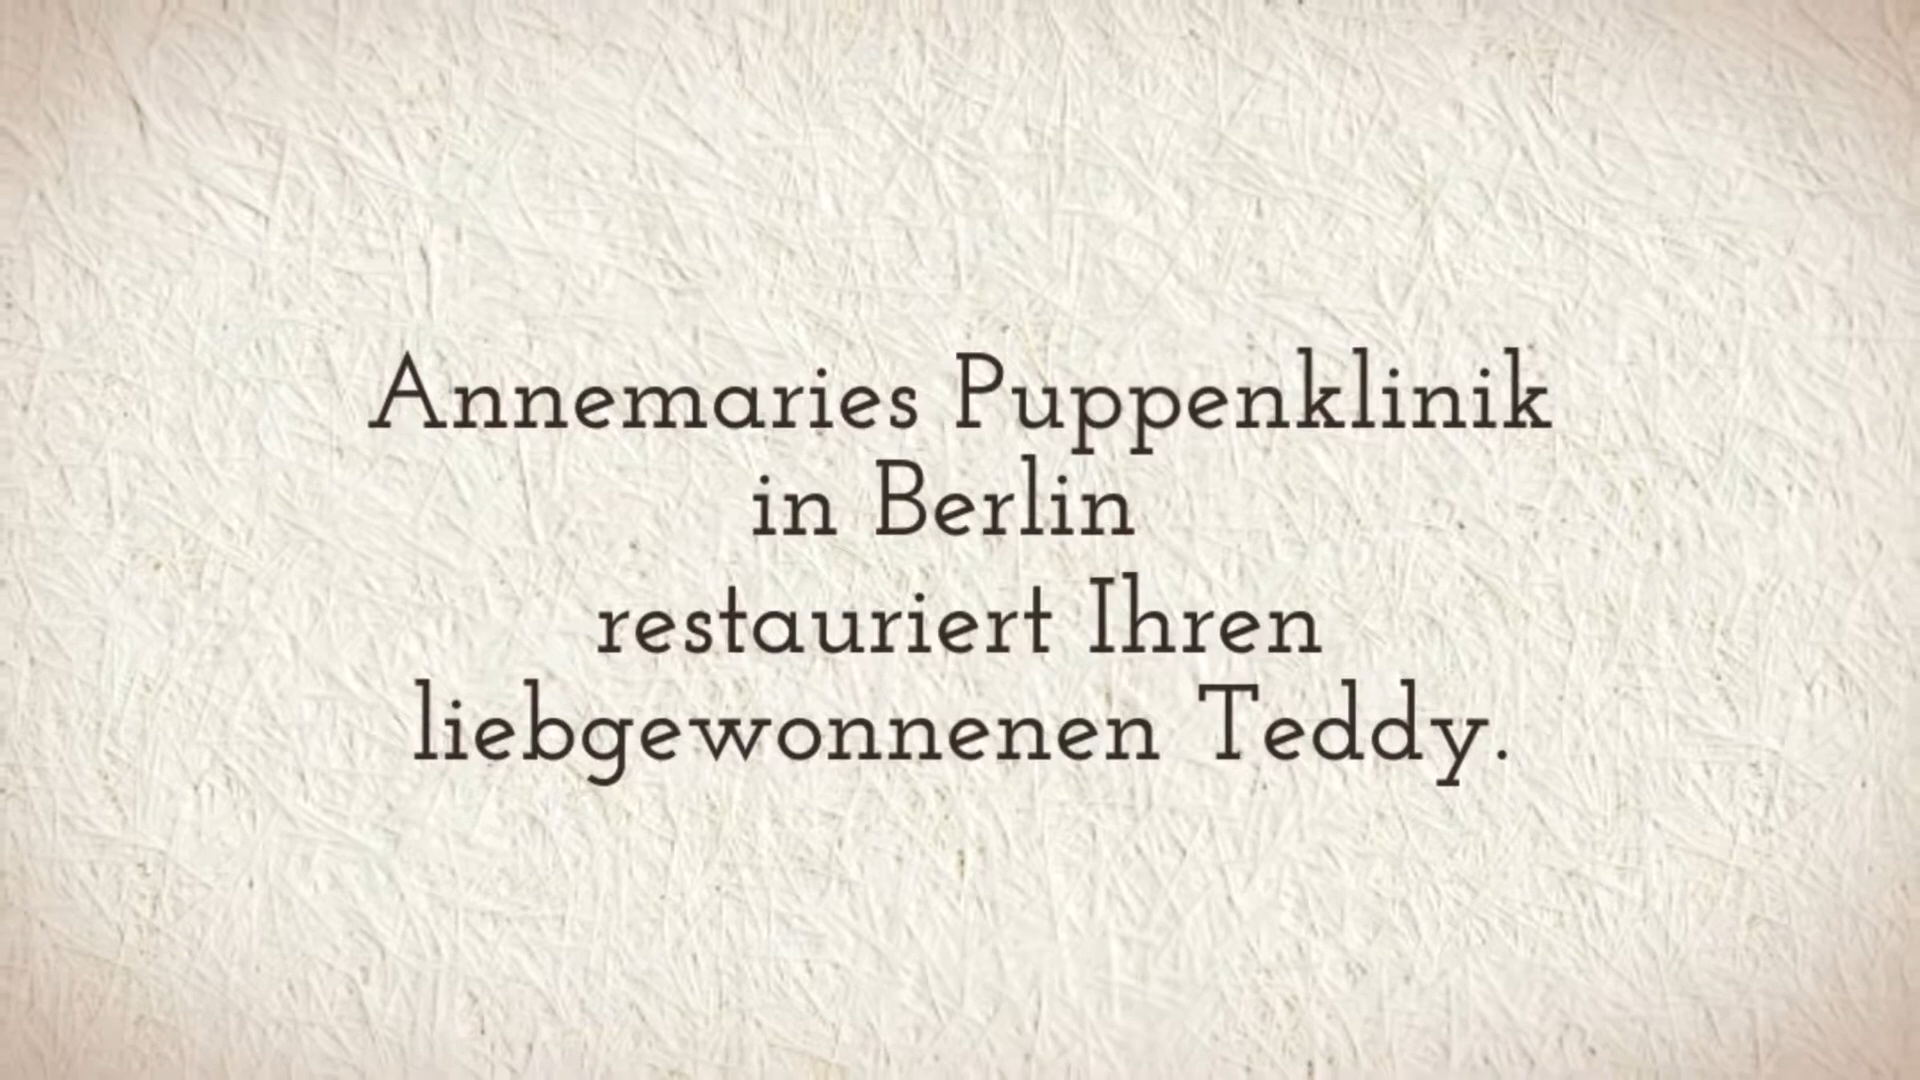 Annemaries Puppenklinik
in Berlin
restauriert Ihren
liebgewonnenen Teddy.